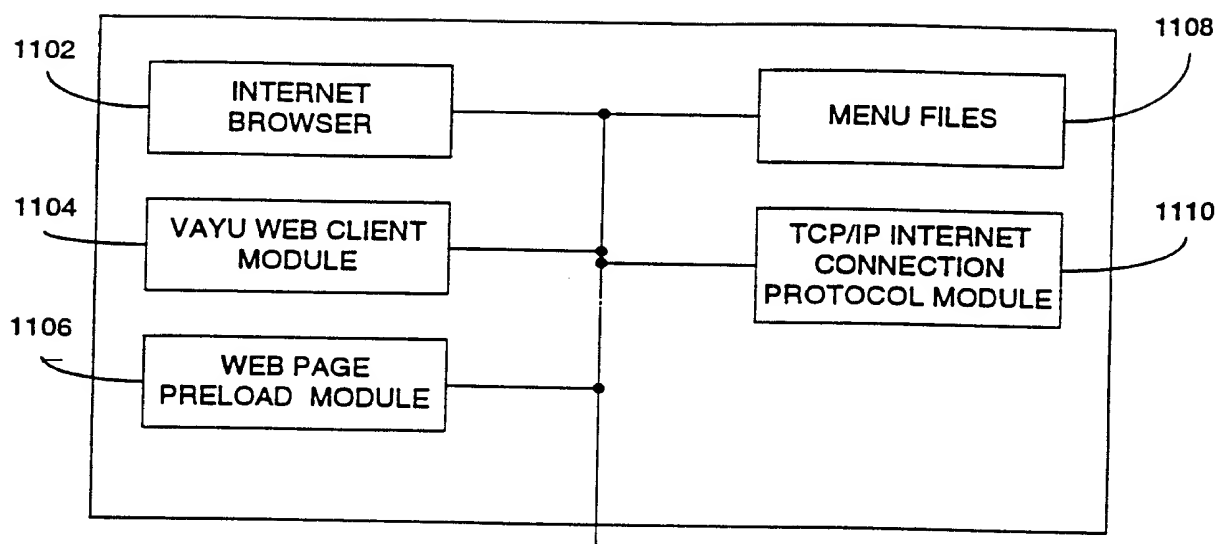 1102
INTERNET
BROWSER
1108
MENU FILES
1104
VAYU WEB CLIENT
MODULE
1110
TCP/IP INTERNET
CONNECTION
PROTOCOL MODULE
1106
WEB PAGE
PRELOAD MODULE